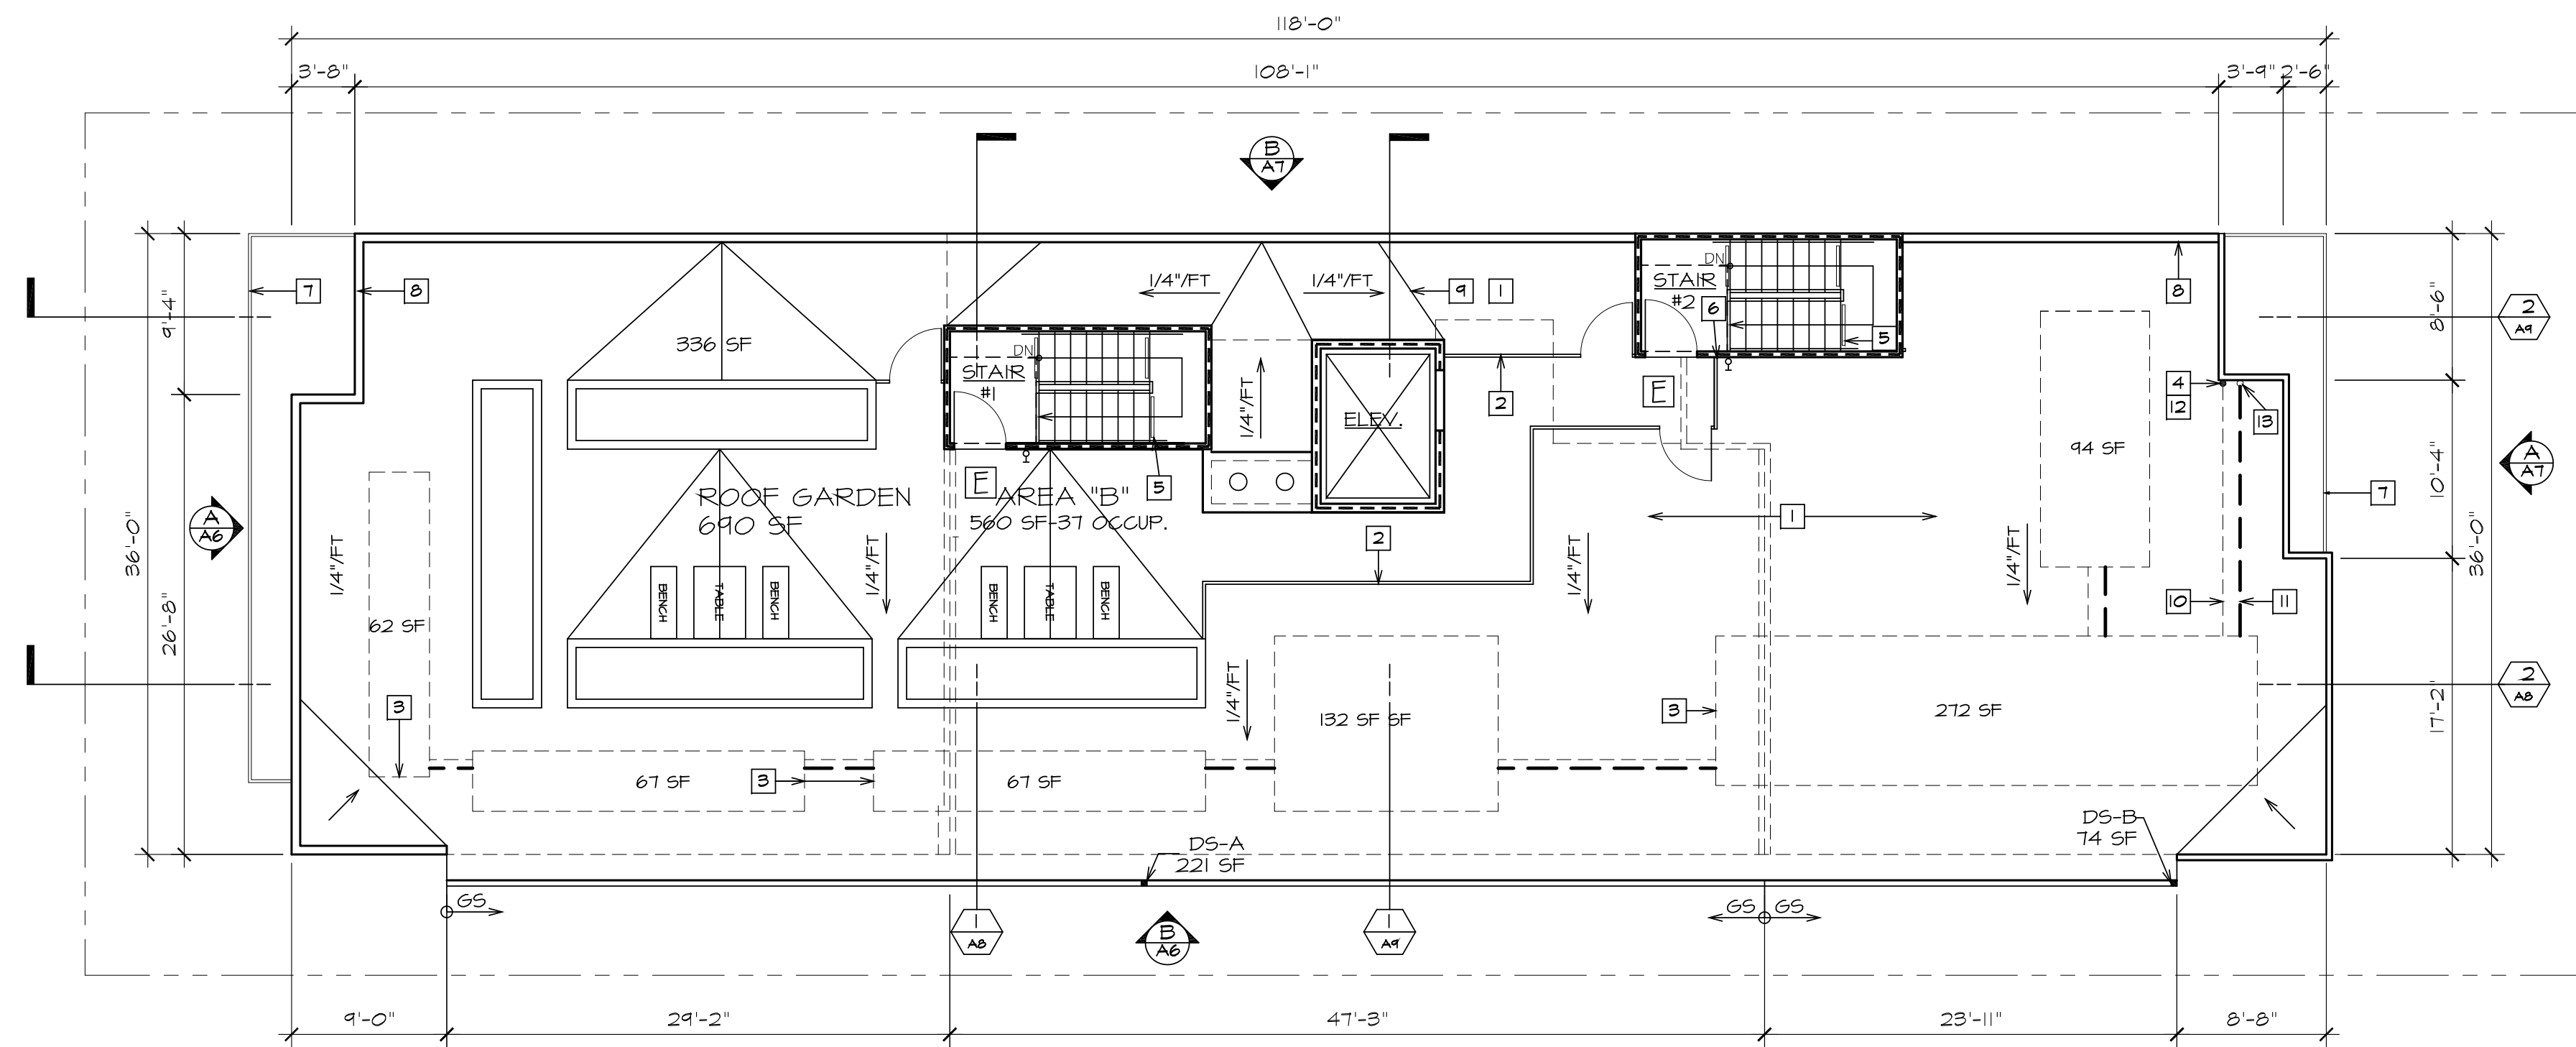 118'-0"
3'-8"
108'-1"
3'-9" 2'-6"
B
A7
7
8
1/4"/FT
1/4"/FT
9
1
DN
STAIR
#2
6
5
8
2
A9
9'-4"
8'-6"
336 SF
DN
STAIR
#1
1/4"/FT
ELEV.
2
E
4
12
13
94 SF
10'-4"
A
A7
7
E
5
ROOF GARDEN
690 SF
AREA "B"
560 SF-37 OCCUP.
A
A6
36'-0"
26'-8"
1/4"/FT
1/4"/FT
2
1
1/4"/FT
1/4"/FT
36'-0"
BENCH
TABLE
BENCH
BENCH
TABLE
BENCH
10
11
62 SF
3
1/4"/FT
132 SF SF
3
272 SF
2
A8
17'-2"
67 SF
3
67 SF
DS-A
221 SF
DS-B
74 SF
GS
GS
GS
1
A8
B
A6
1
A9
9'-0"
29'-2"
47'-3"
23'-11"
8'-8"